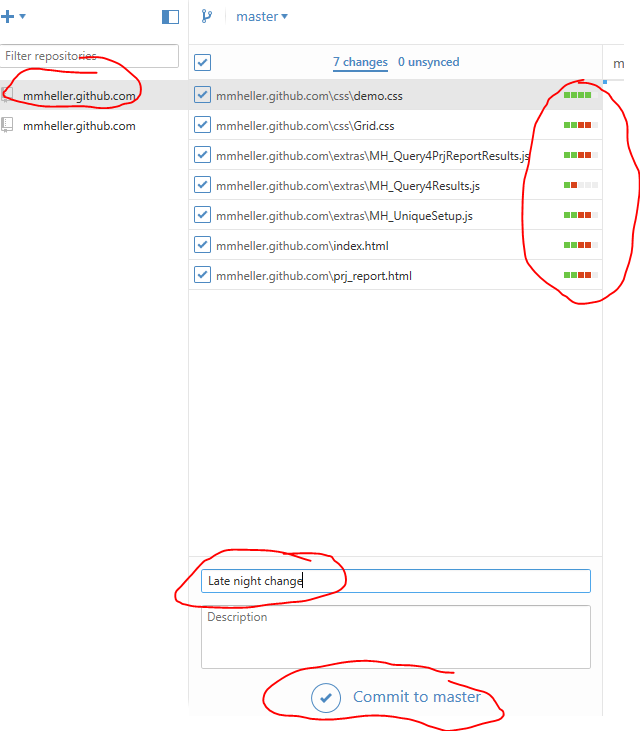 master
Filter repositories
mmheller.github.com
mmheller.github.com
7 changes 0 unsynced
m
mmheller.github.com\css\demo.css
mmheller.github.com\css\Grid.css
mmheller.github.com\extras\MH_Query4PrjReportResults.js
mmheller.github.com\extras\MH_Query4Results.js
mmheller.github.com\extras\MH_UniqueSetup.js
mmheller.github.com\index.html
mmheller.github.com\prj_report.html
Late night change
Description
Commit to master